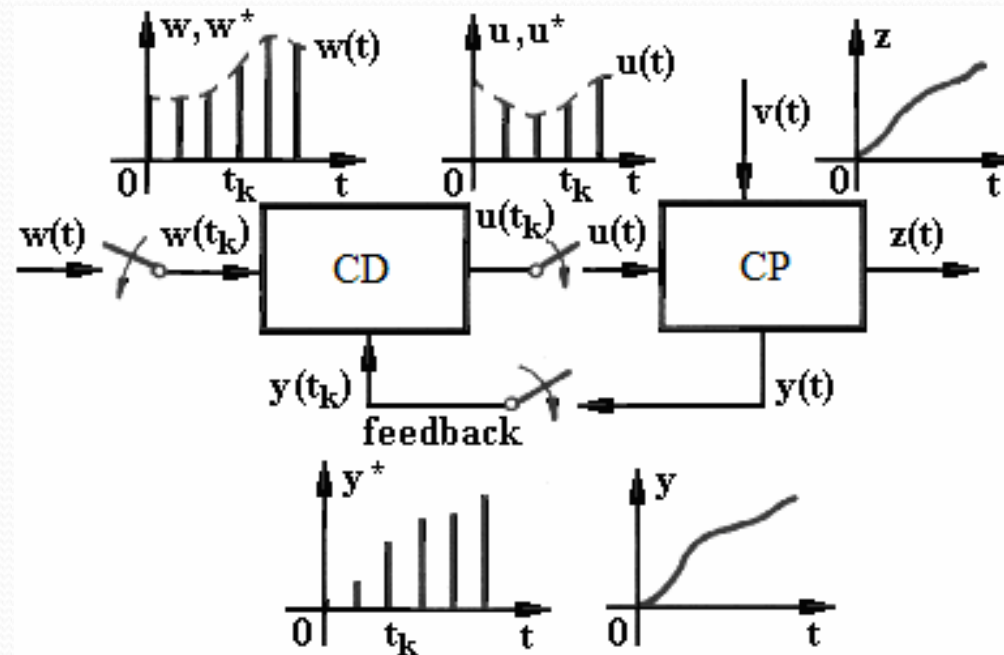 w, w* w(t)
0 t_k t
u, u* u(t)
0 t_k t
v(t)
z
0 t
w(t) w(t_k) CD u(t_k) u(t) CP z(t)
y(t_k) feedback y(t)
y*
0 t_k t
y
0 t